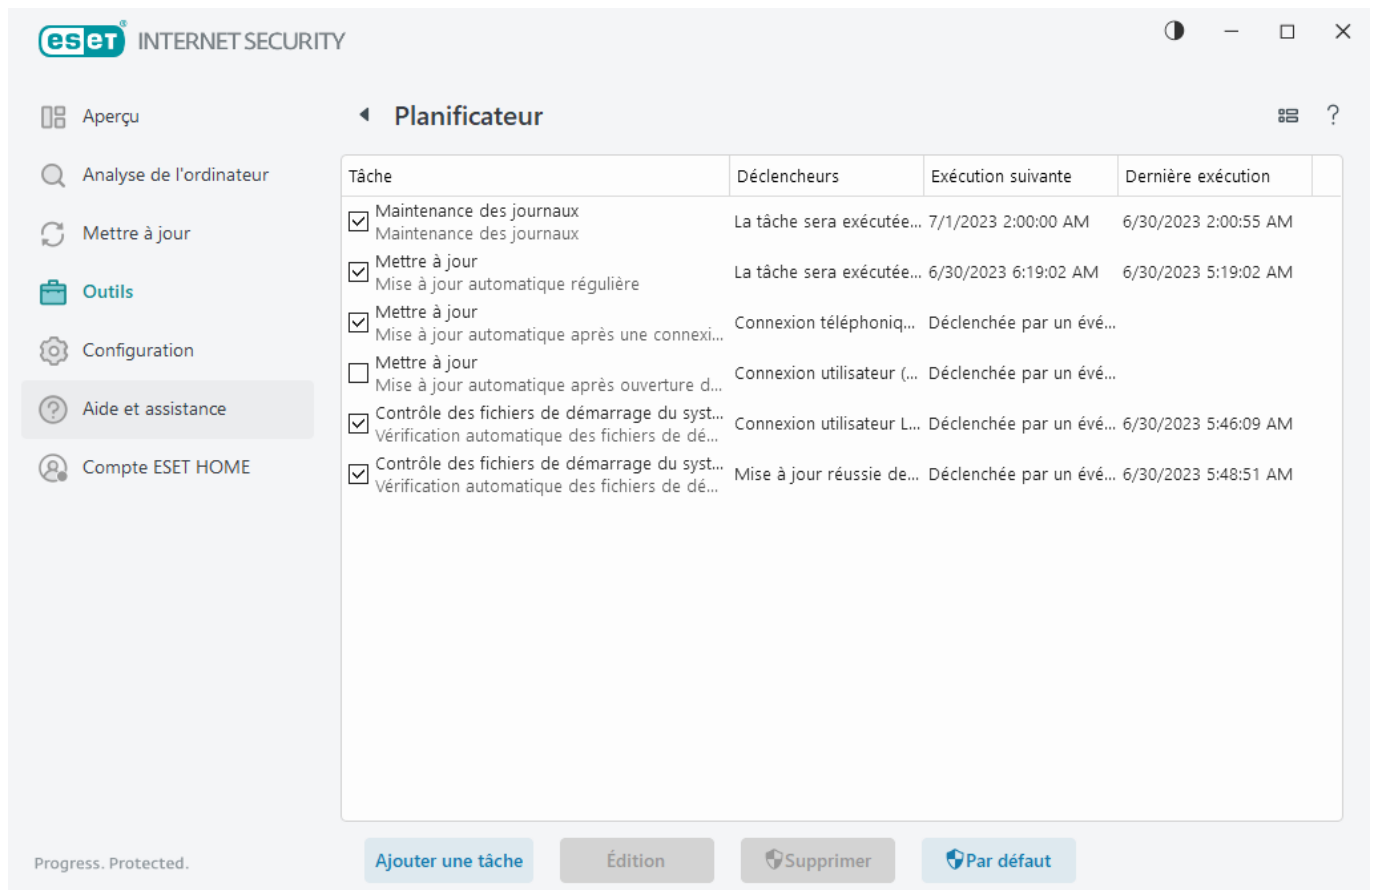 eset® INTERNET SECURITY
Aperçu
Analyse de l'ordinateur
Mettre à jour
Outils
Configuration
Aide et assistance
Compte ESET HOME
Progress. Protected.
Planificateur
?
Tâche Déclencheurs Exécution suivante Dernière exécution
Maintenance des journaux
Maintenance des journaux
La tâche sera exécutée... 7/1/2023 2:00:00 AM 6/30/2023 2:00:55 AM
Mettre à jour
Mise à jour automatique régulière
La tâche sera exécutée... 6/30/2023 6:19:02 AM 6/30/2023 5:19:02 AM
Mettre à jour
Mise à jour automatique après une connexi...
Connexion téléphoniq... Déclenchée par un évé...
Mettre à jour
Mise à jour automatique après ouverture d...
Connexion utilisateur (... Déclenchée par un évé...
Contrôle des fichiers de démarrage du syst...
Vérification automatique des fichiers de dé...
Connexion utilisateur L... Déclenchée par un évé... 6/30/2023 5:46:09 AM
Contrôle des fichiers de démarrage du syst...
Vérification automatique des fichiers de dé...
Mise à jour réussie de... Déclenchée par un évé... 6/30/2023 5:48:51 AM
Ajouter une tâche Édition Supprimer Par défaut